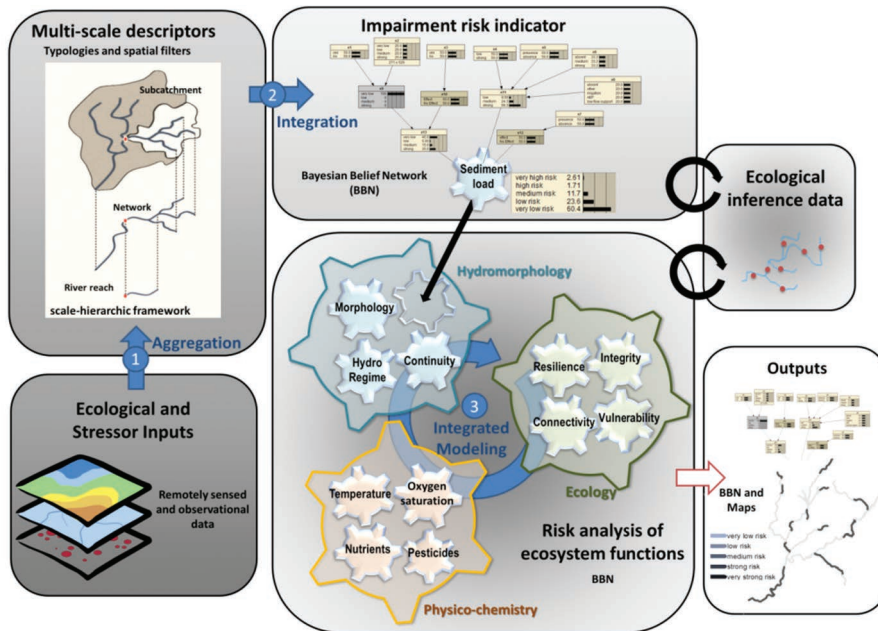 Multi-scale descriptors
Typologies and spatial filters
Subcatchment
Network
River reach
scale-hierarchic framework
1
Aggregation
Ecological and
Stressor Inputs
Remotely sensed
and observational
data
2
Integration
Impairment risk indicator
Bayesian Belief Network
(BBN)
Sediment
load
very high risk 2.61
high risk 1.71
medium risk 11.7
low risk 23.6
very low risk 60.4
Ecological
inference data
Hydromorphology
Morphology
Hydro
Regime
Continuity
3
Integrated
Modeling
Resilience
Integrity
Connectivity
Vulnerability
Ecology
Temperature
Oxygen
saturation
Nutrients
Pesticides
Physico-chemistry
Risk analysis of
ecosystem functions
BBN
Outputs
BBN and
Maps
very low risk
low risk
medium risk
strong risk
very strong risk